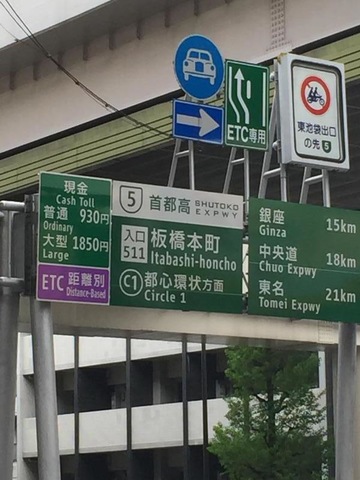 ETC専用
東池袋出口
の先 5
現金
Cash Toll
普通 930円
Ordinary
大型 1850円
Large
ETC 距離別
Distance-Based
5 首都高 SHUTOKO EXPWY
入口 511 板橋本町
Itabashi-honcho
C1 都心環状方面
Circle 1
銀座 15km
Ginza
中央道 18km
Chuo Expwy
東名 21km
Tomei Expwy